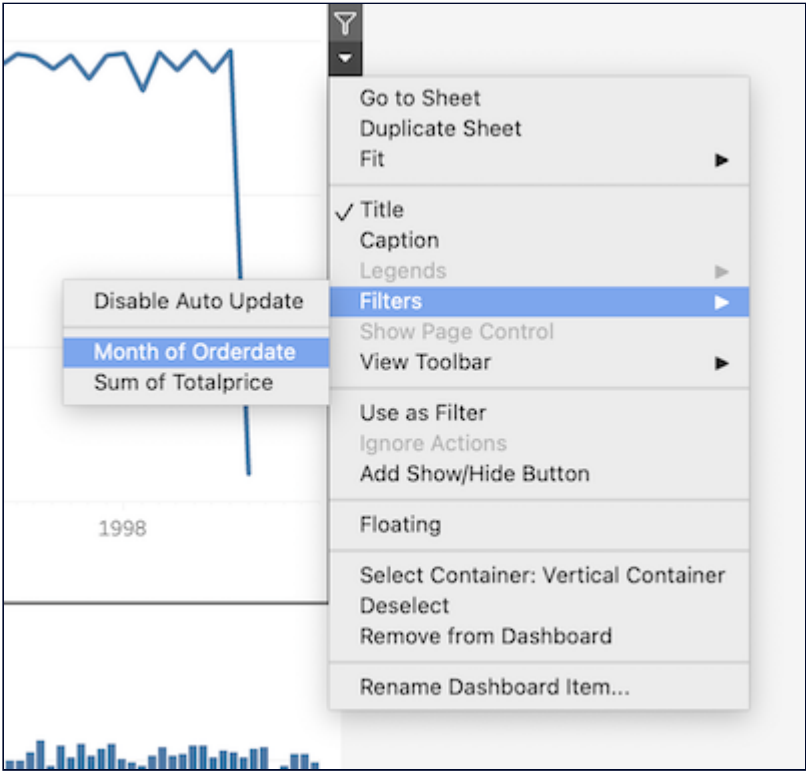 Go to Sheet
Duplicate Sheet
Fit
Title
Caption
Legends
Filters
Disable Auto Update
Month of Orderdate
Sum of Totalprice
Show Page Control
View Toolbar
Use as Filter
Ignore Actions
Add Show/Hide Button
Floating
1998
Select Container: Vertical Container
Deselect
Remove from Dashboard
Rename Dashboard Item...